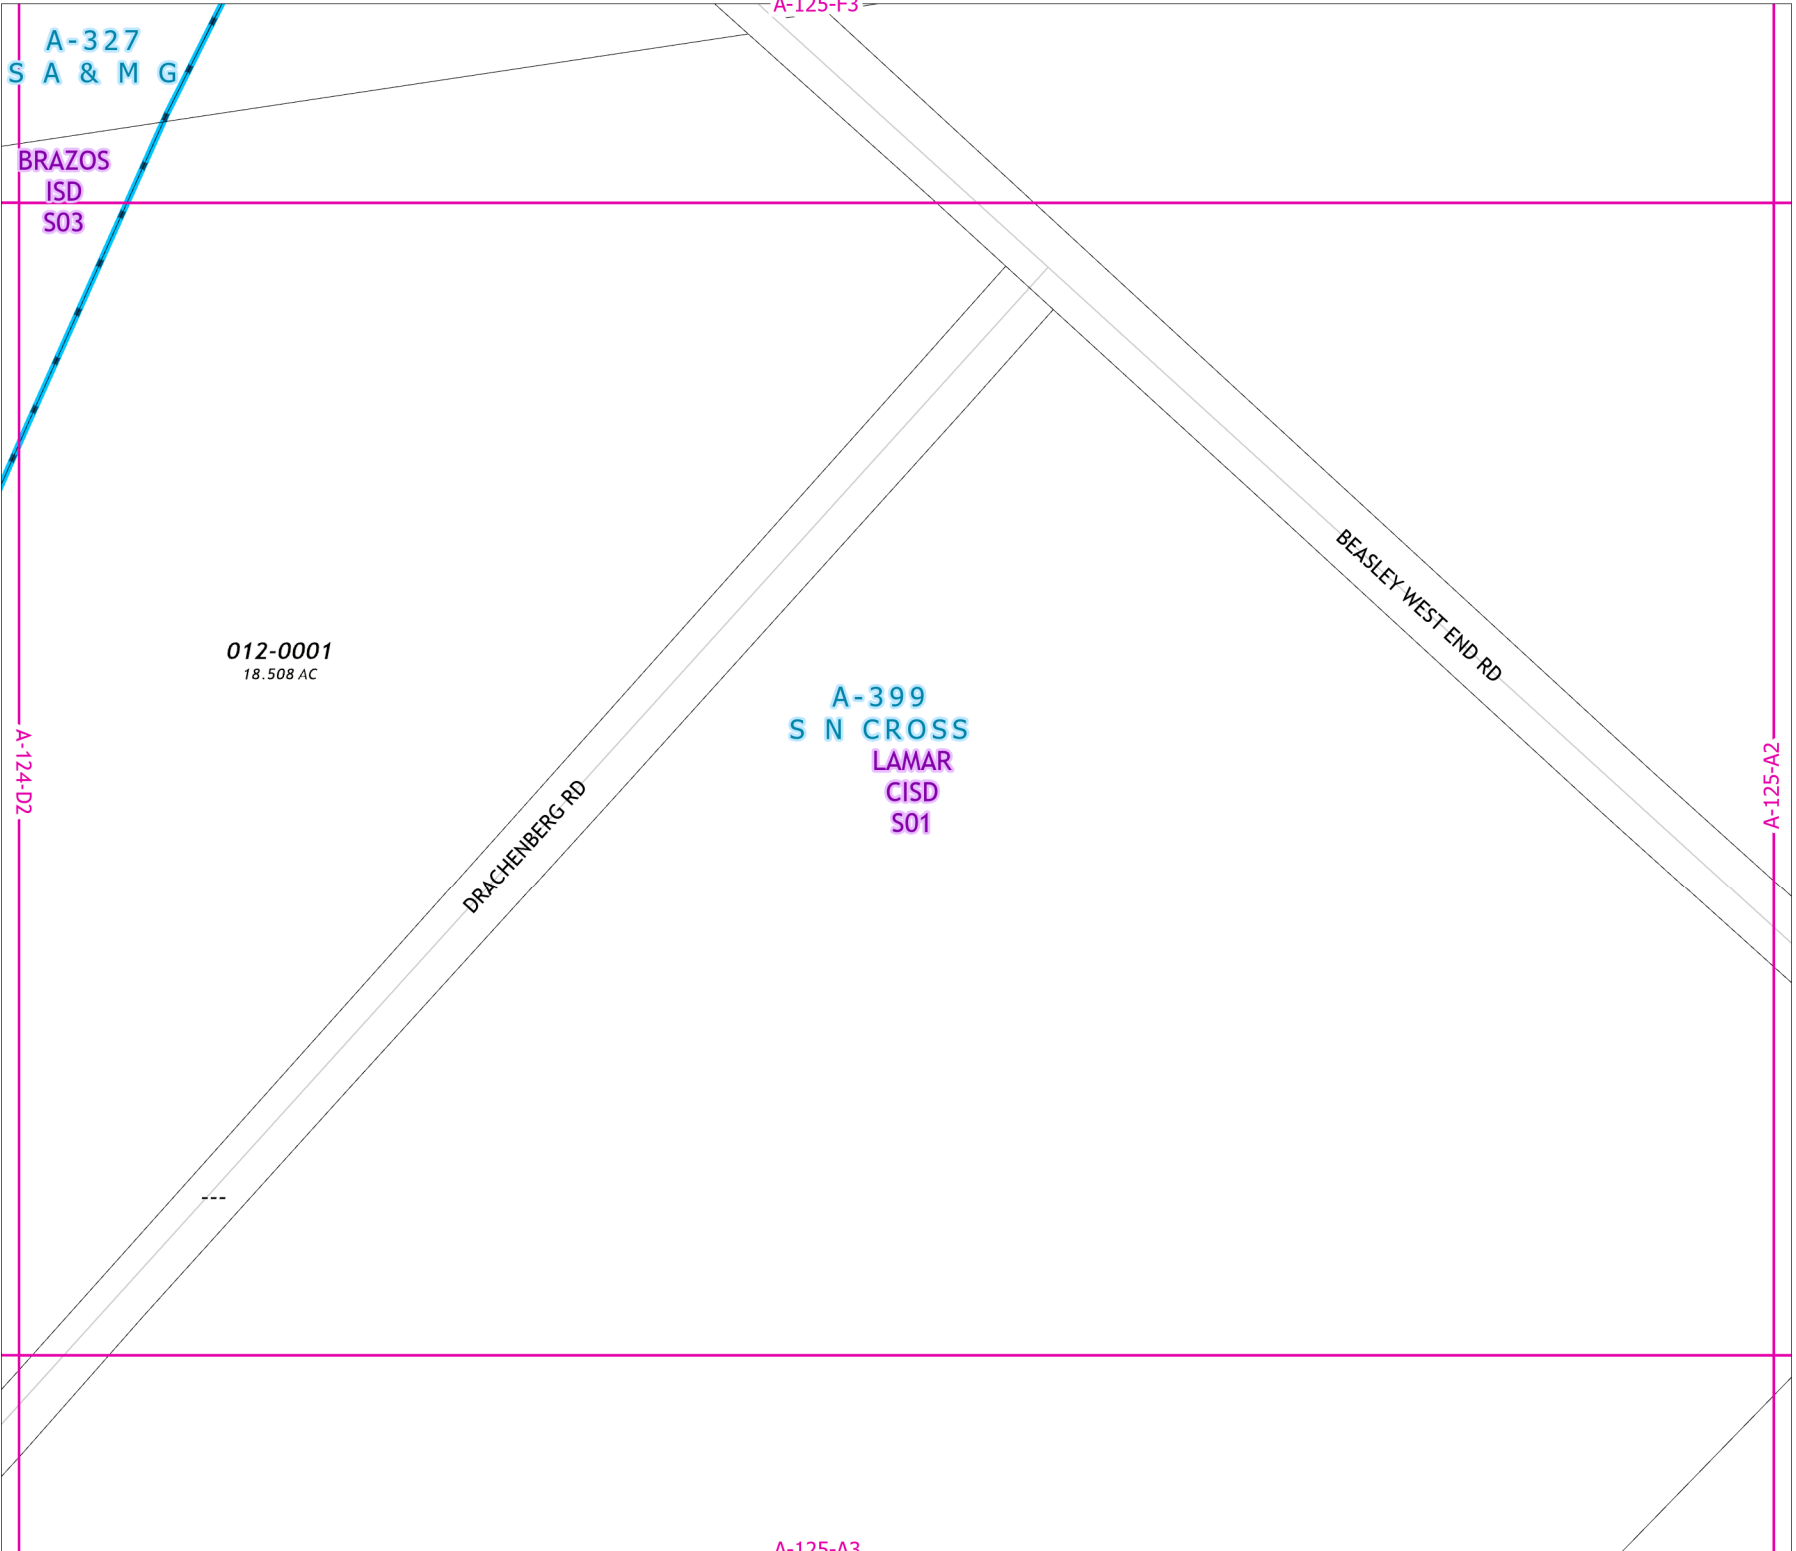 A-125-F3
A-327
S A & M G
BRAZOS
ISD
S03
BEASLEY WEST END RD
012-0001
18.508 AC
A-399
S N CROSS
LAMAR
CISD
S01
A-124-D2
A-125-A2
DRACHENBERG RD
---
A-125-A3